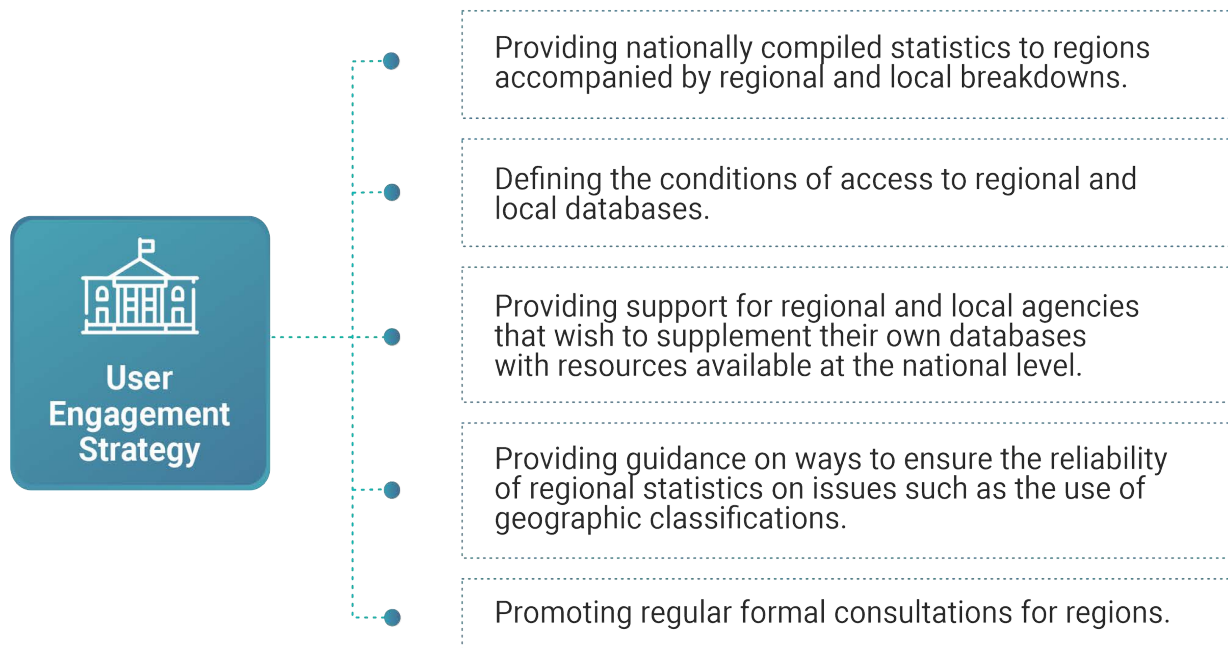 User
Engagement
Strategy
Providing nationally compiled statistics to regions
accompanied by regional and local breakdowns.
Defining the conditions of access to regional and
local databases.
Providing support for regional and local agencies
that wish to supplement their own databases
with resources available at the national level.
Providing guidance on ways to ensure the reliability
of regional statistics on issues such as the use of
geographic classifications.
Promoting regular formal consultations for regions.